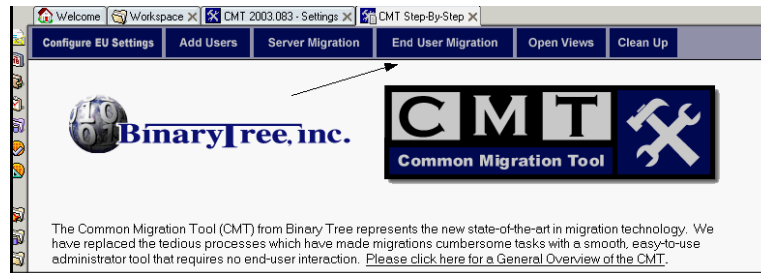 Welcome Workspace CMT 2003.083 - Settings CMT Step-By-Step
Configure EU Settings Add Users Server Migration End User Migration Open Views Clean Up
BinaryTree, inc.
CMT
Common Migration Tool
The Common Migration Tool (CMT) from Binary Tree represents the new state-of-the-art in migration technology. We
have replaced the tedious processes which have made migrations cumbersome tasks with a smooth, easy-to-use
administrator tool that requires no end-user interaction. Please click here for a General Overview of the CMT.